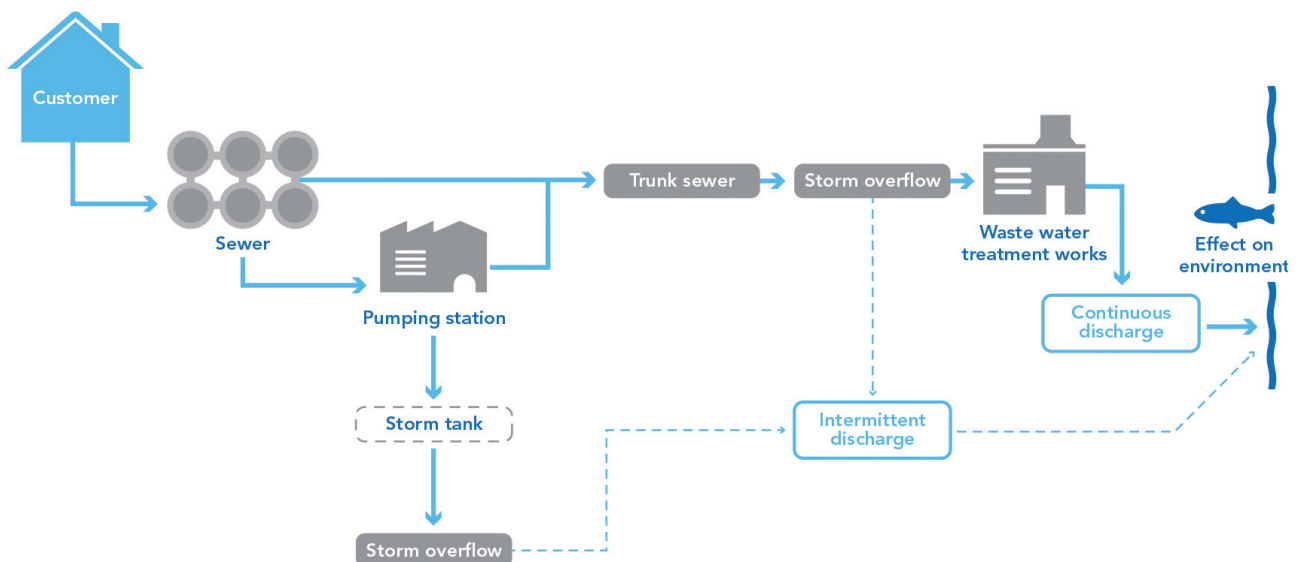 Customer
Sewer
Pumping station
Trunk sewer
Storm overflow
Waste water
treatment works
Effect on
environment
Continuous
discharge
Storm tank
Intermittent
discharge
Storm overflow